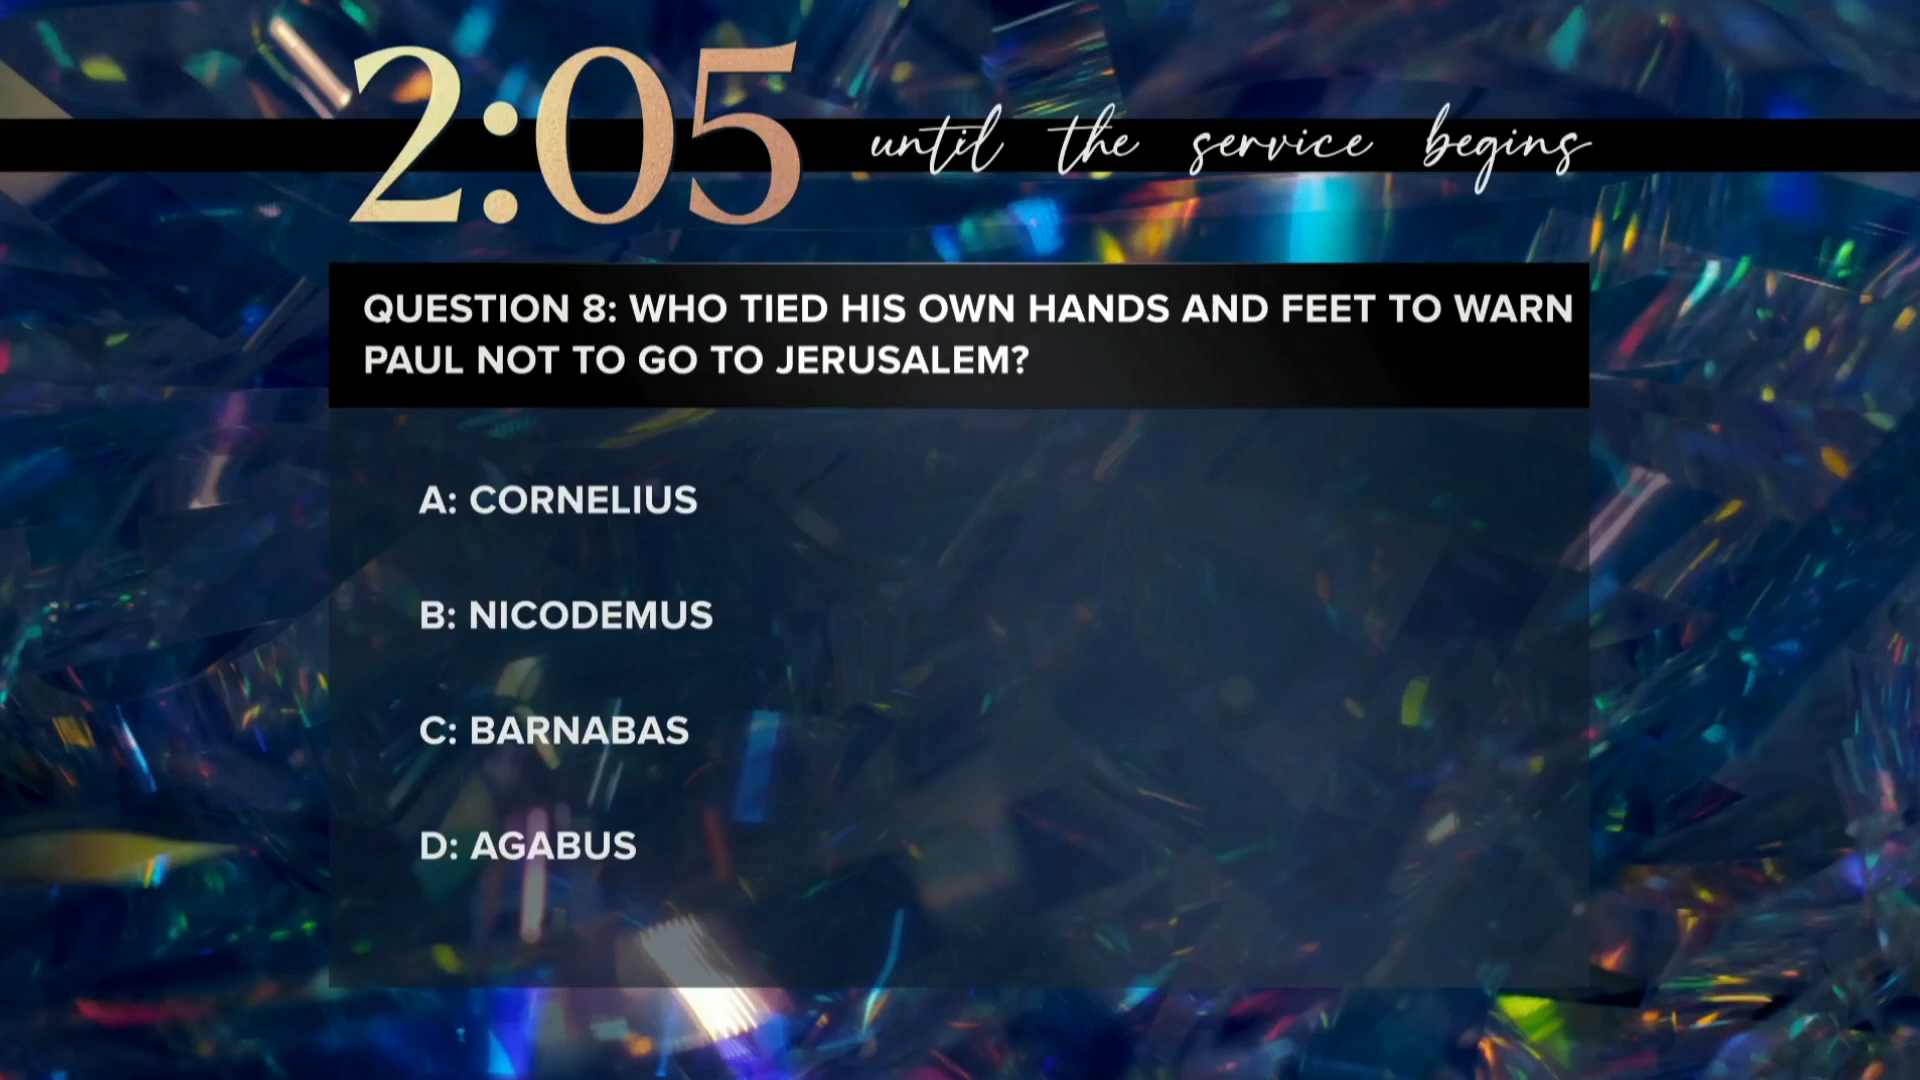 2:05 until the service begins
QUESTION 8: WHO TIED HIS OWN HANDS AND FEET TO WARN
PAUL NOT TO GO TO JERUSALEM?
A: CORNELIUS
B: NICODEMUS
C: BARNABAS
D: AGABUS